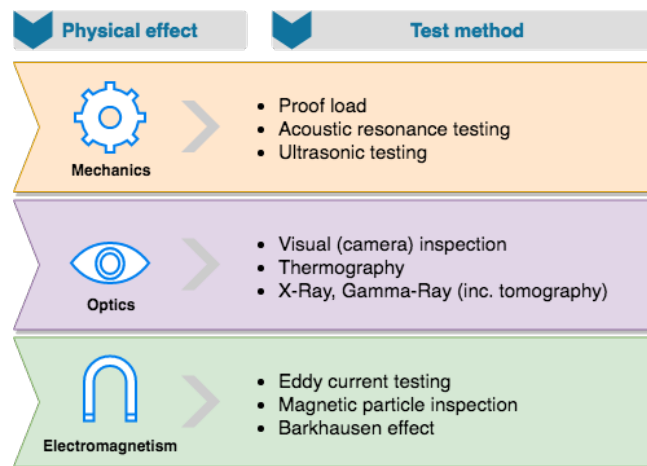 Physical effect
Test method
Mechanics
• Proof load
• Acoustic resonance testing
• Ultrasonic testing
Optics
• Visual (camera) inspection
• Thermography
• X-Ray, Gamma-Ray (inc. tomography)
Electromagnetism
• Eddy current testing
• Magnetic particle inspection
• Barkhausen effect